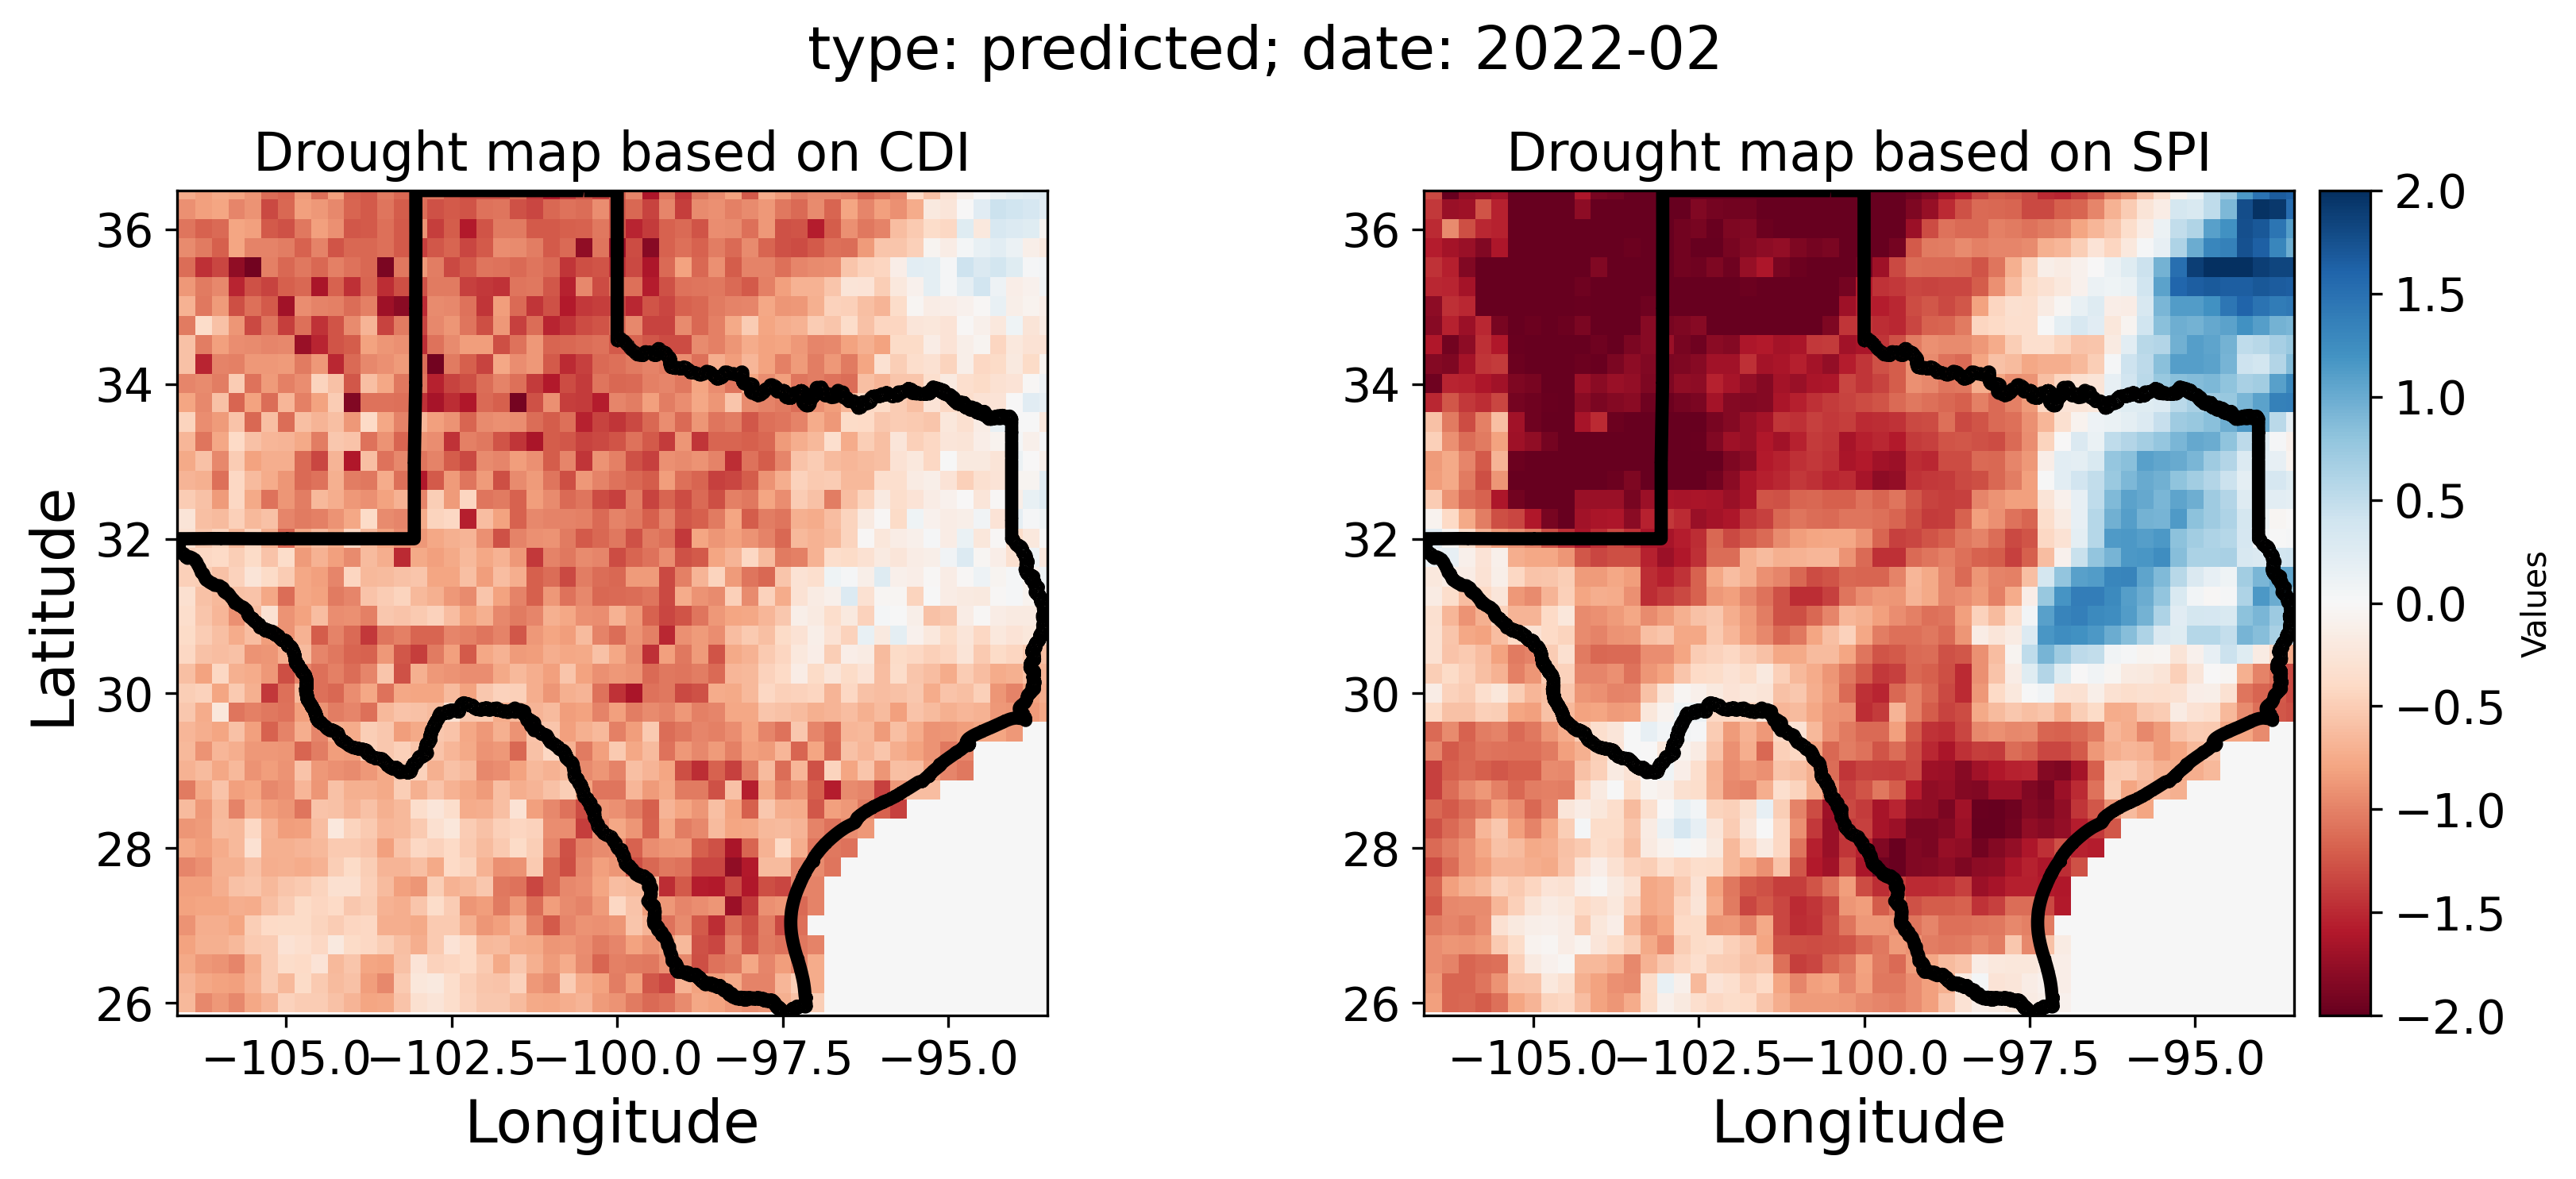 type: predicted; date: 2022-02
Drought map based on CDI
36
34
32
30
28
26
Latitude
−105.0 −102.5 −100.0 −97.5 −95.0
Longitude
Drought map based on SPI
36
34
32
30
28
26
−105.0 −102.5 −100.0 −97.5 −95.0
Longitude
2.0
1.5
1.0
0.5
0.0
−0.5
−1.0
−1.5
−2.0
Values